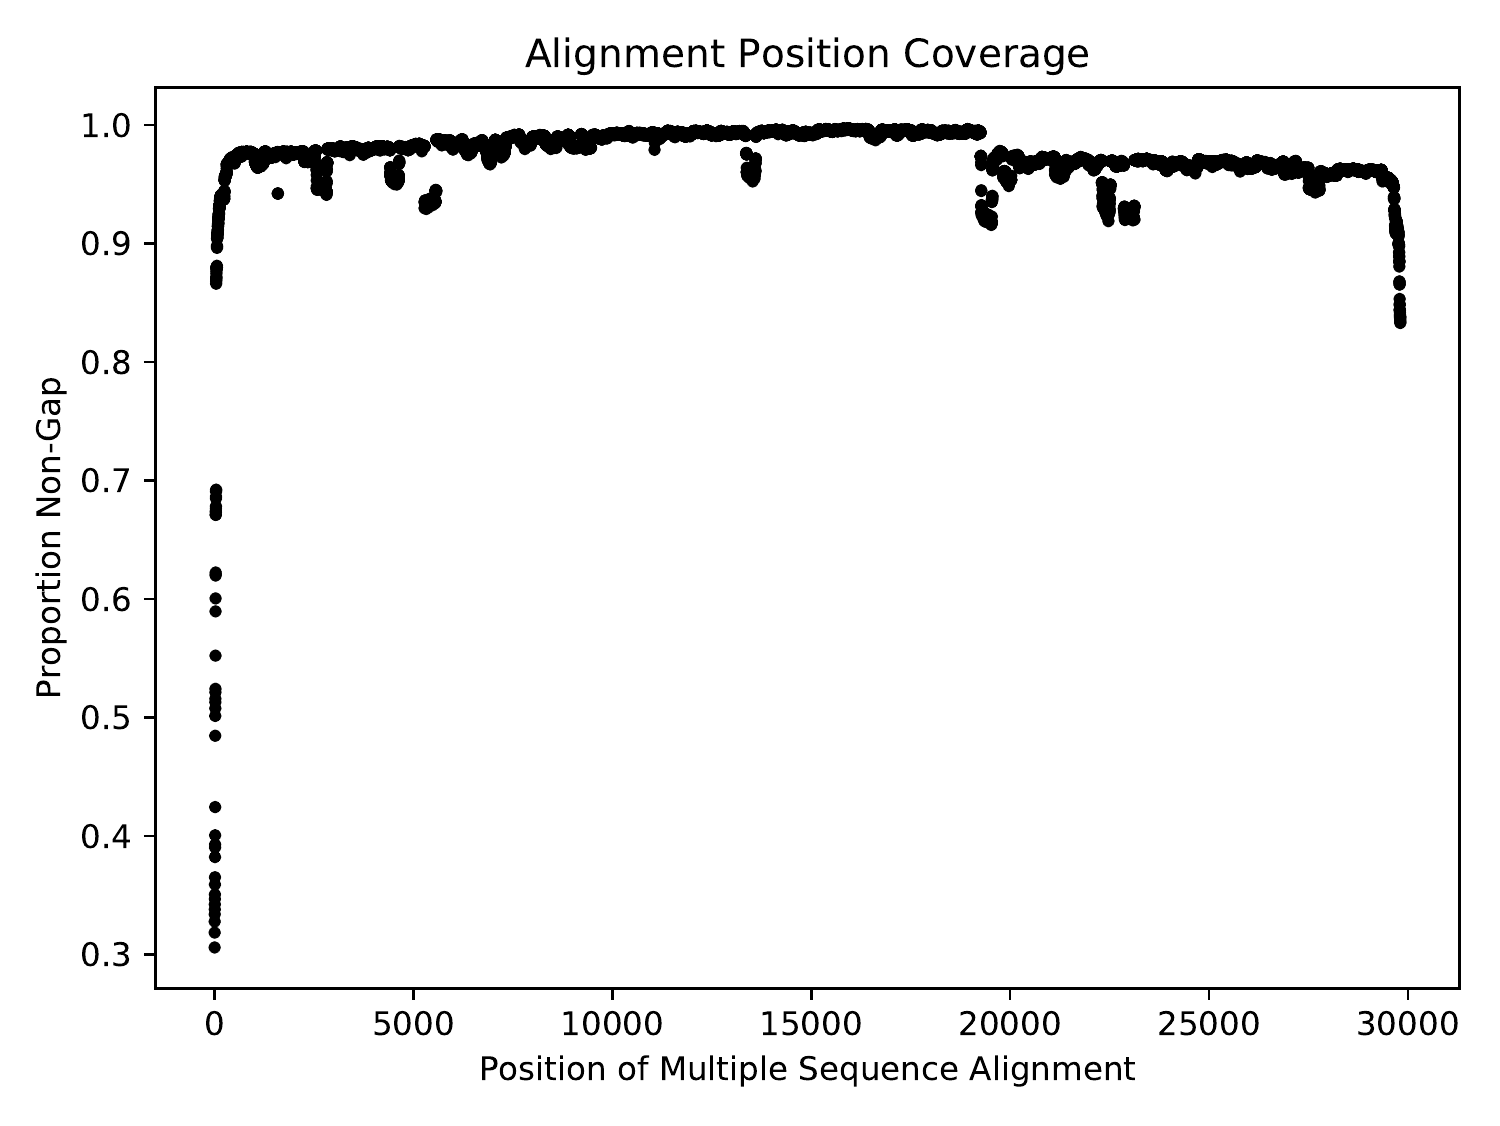 Alignment Position Coverage
1.0
0.9
0.8
0.7
0.6
0.5
0.4
0.3
Proportion Non-Gap
0 5000 10000 15000 20000 25000 30000
Position of Multiple Sequence Alignment